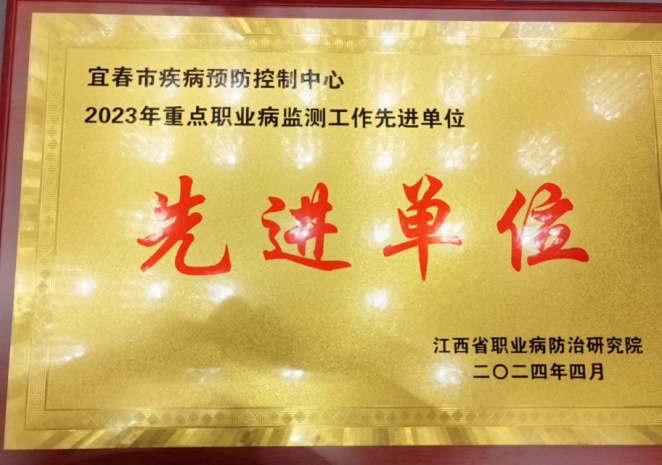 宜春市疾病预防控制中心
2023年重点职业病监测工作先进单位
先进单位
江西省职业病防治研究院
二〇二四年四月